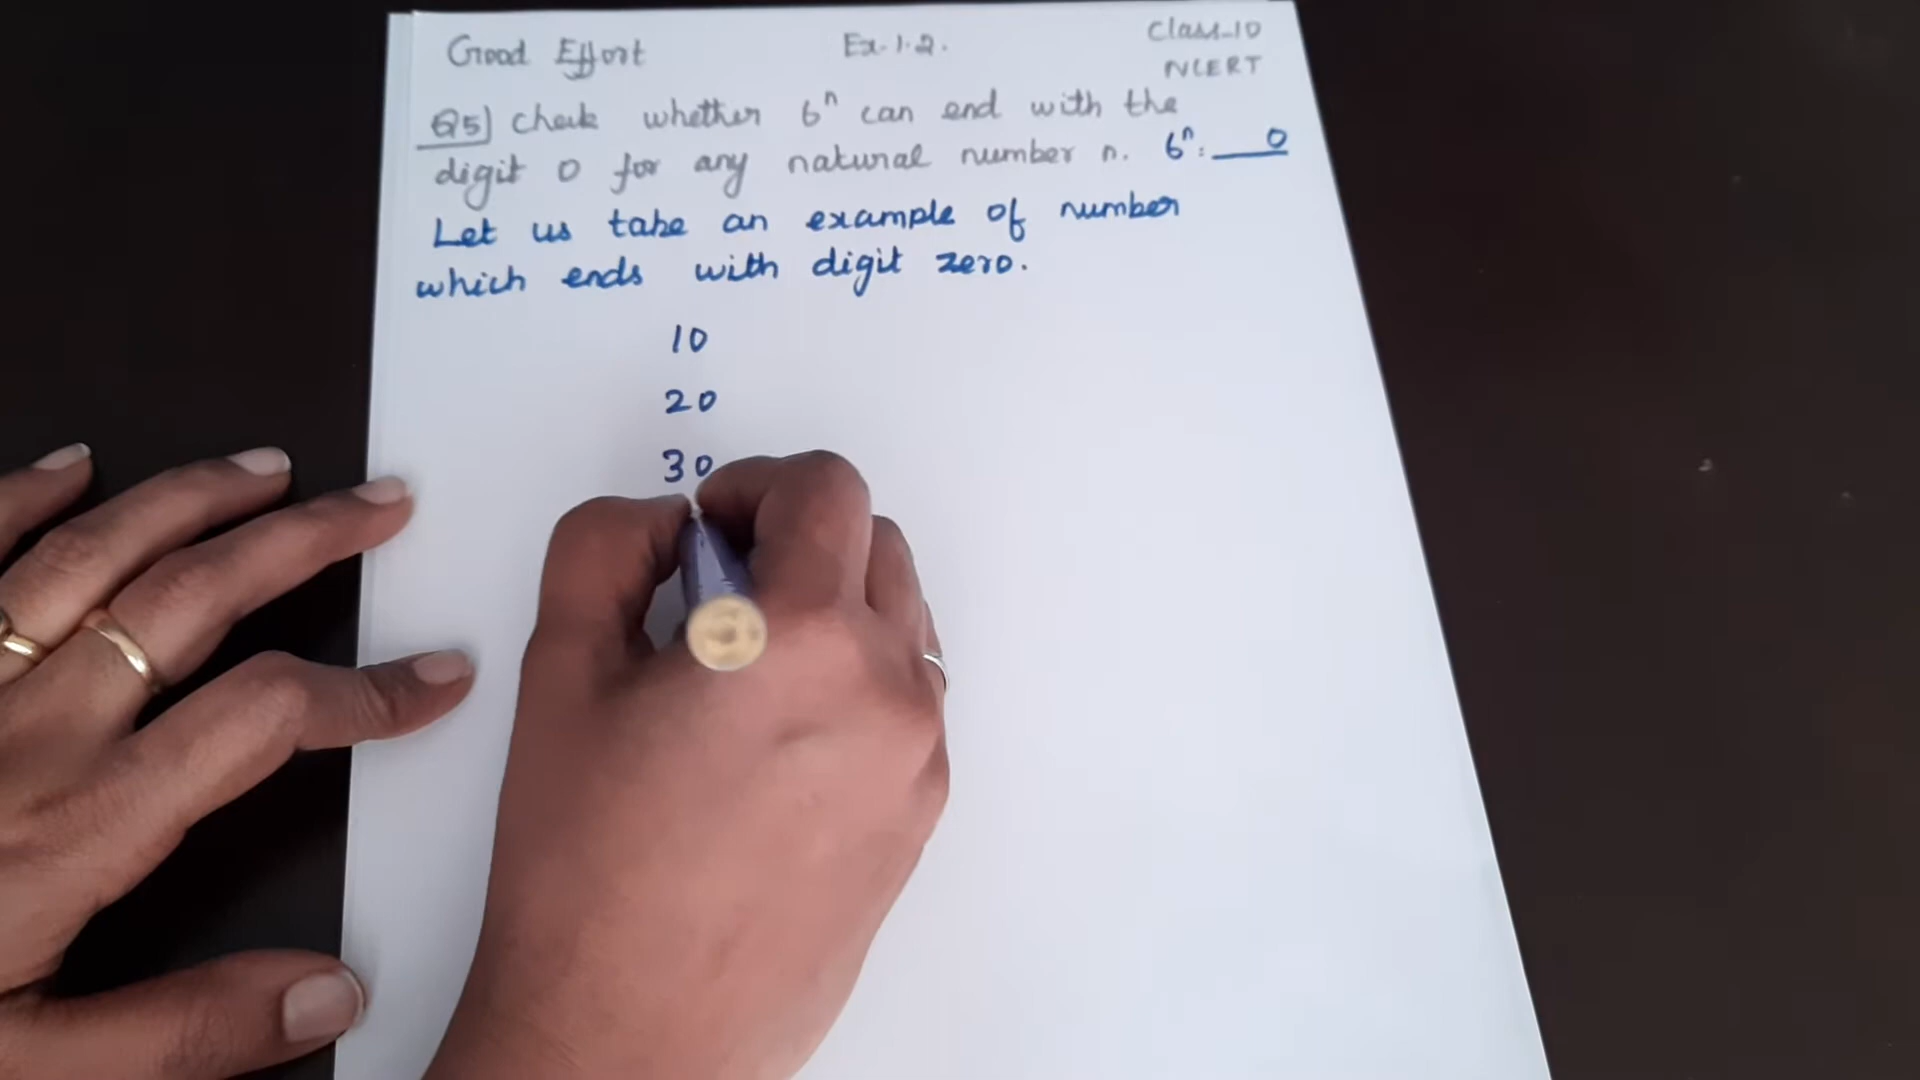 Good Effort Ex.1.2. Class-10
NCERT
Q5) Check whether 6ⁿ can end with the
digit 0 for any natural number n. 6ⁿ: __0
Let us take an example of number
which ends with digit zero.
10
20
30